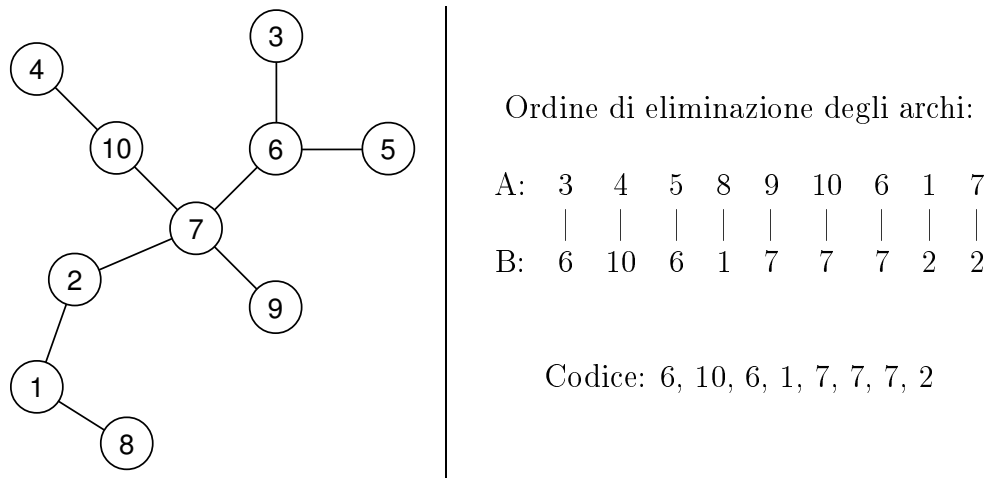 3
4
10
6
5
7
2
9
1
8
Ordine di eliminazione degli archi:
A: 3 4 5 8 9 10 6 1 7
B: 6 10 6 1 7 7 7 2 2
Codice: 6, 10, 6, 1, 7, 7, 7, 2